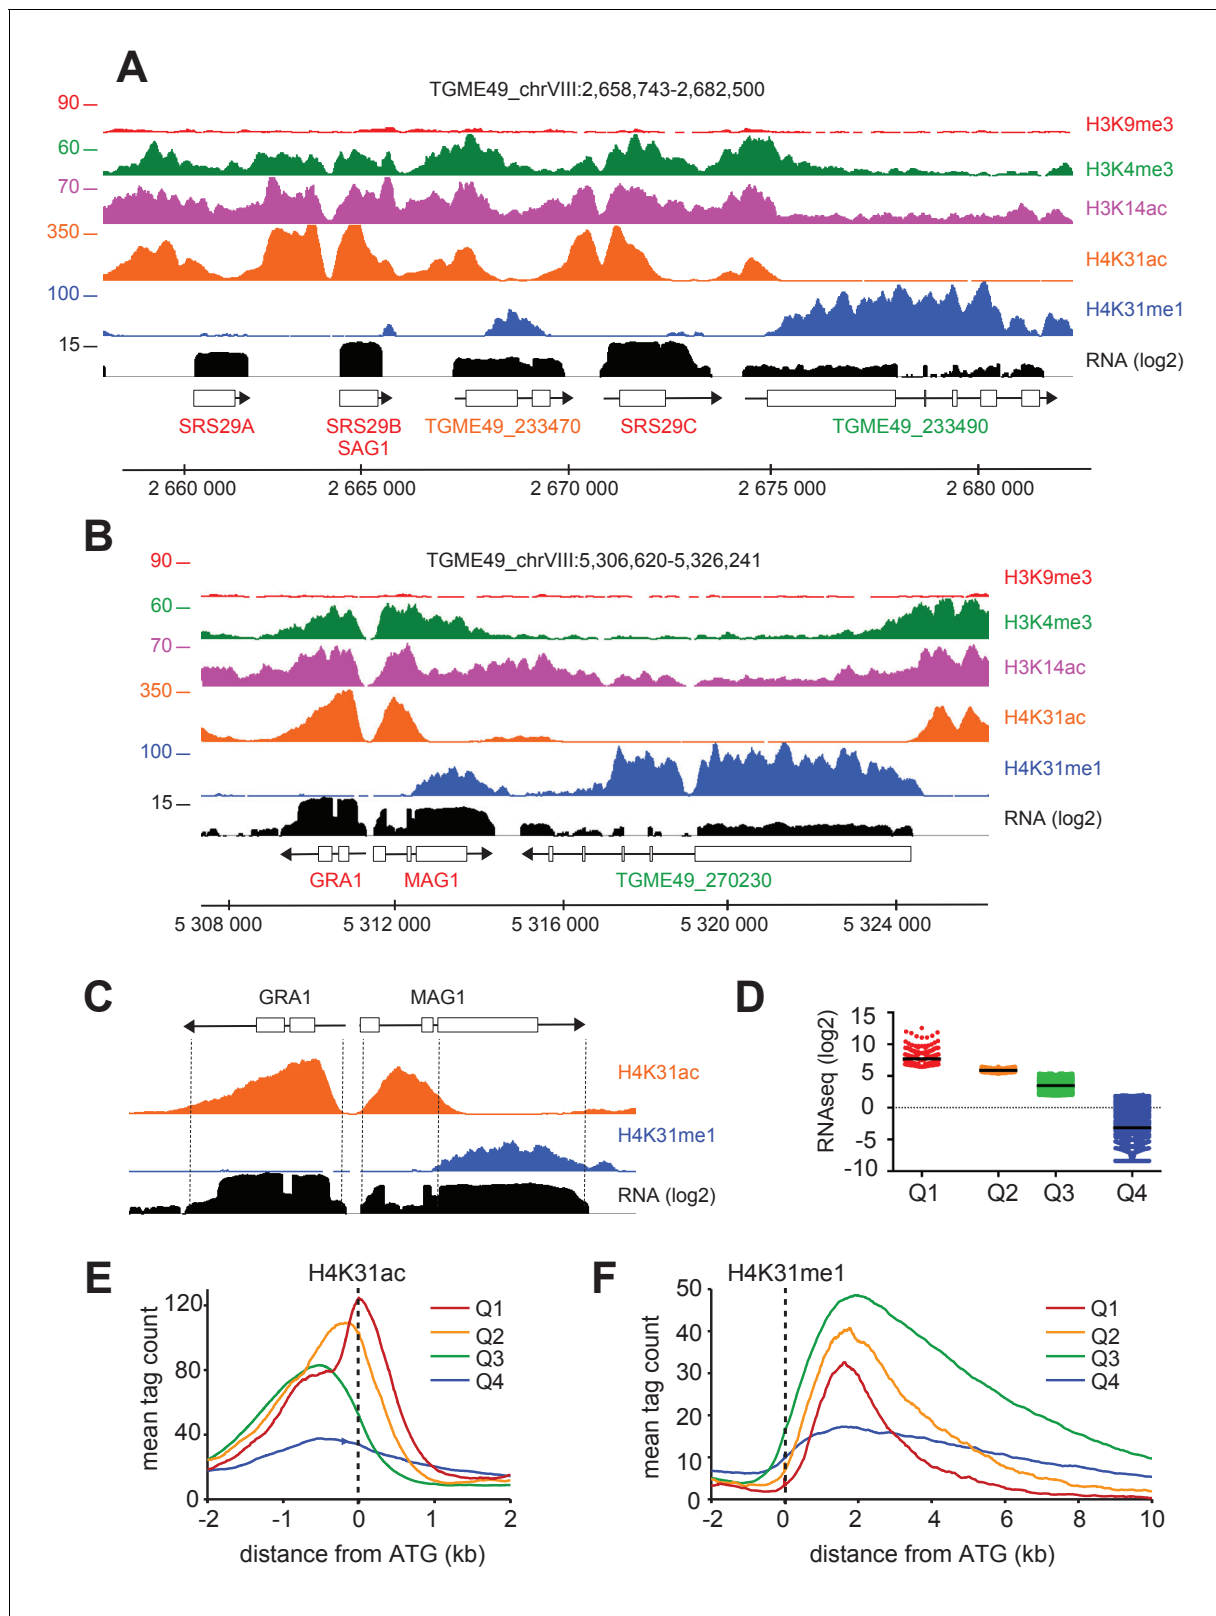 A
TGME49_chrVIII:2,658,743-2,682,500
90
H3K9me3
60
H3K4me3
70
H3K14ac
350
H4K31ac
100
H4K31me1
15
RNA (log2)
SRS29A
SRS29B
SAG1
TGME49_233470
SRS29C
TGME49_233490
2 660 000 2 665 000 2 670 000 2 675 000 2 680 000
B
TGME49_chrVIII:5,306,620-5,326,241
90
H3K9me3
60
H3K4me3
70
H3K14ac
350
H4K31ac
100
H4K31me1
15
RNA (log2)
GRA1 MAG1 TGME49_270230
5 308 000 5 312 000 5 316 000 5 320 000 5 324 000
C
GRA1 MAG1
H4K31ac
H4K31me1
RNA (log2)
D
RNAseq (log2)
15
10
5
0
-5
-10
Q1 Q2 Q3 Q4
E
H4K31ac
mean tag count
120
80
40
0
Q1
Q2
Q3
Q4
-2 -1 0 1 2
distance from ATG (kb)
F
H4K31me1
mean tag count
50
40
30
20
10
0
Q1
Q2
Q3
Q4
-2 0 2 4 6 8 10
distance from ATG (kb)